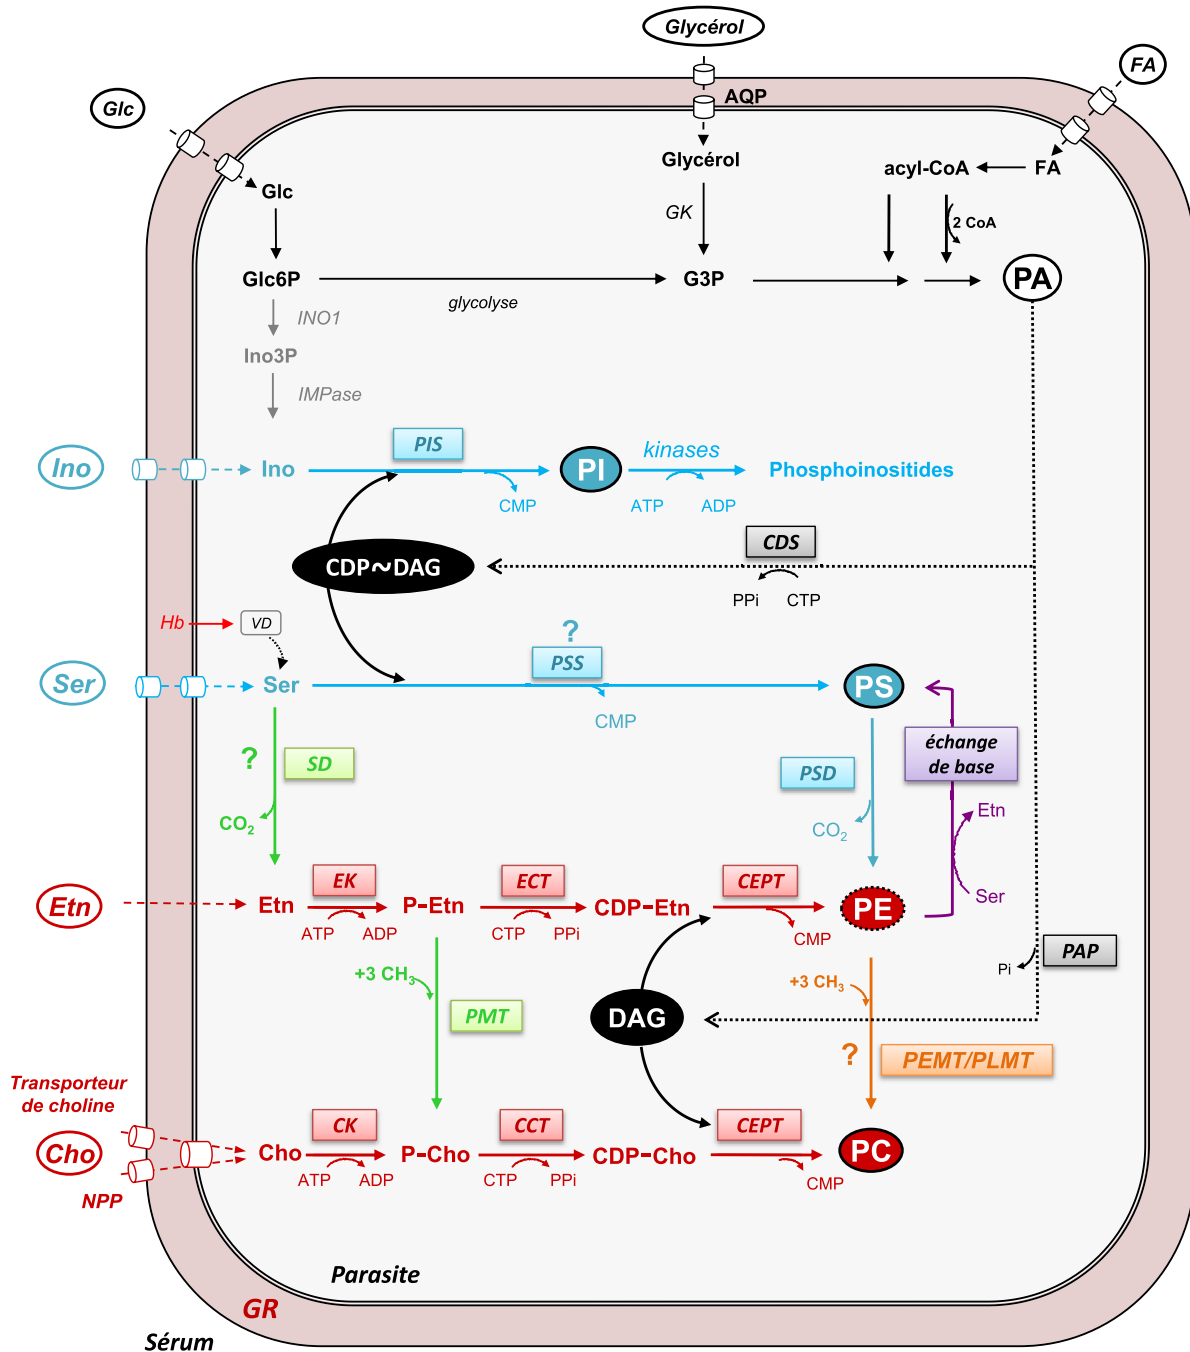 Glycérol
FA
Glc
AQP
Glycérol
acyl-CoA
FA
Glc
GK
2 CoA
Glc6P
G3P
PA
glycolyse
INO1
Ino3P
IMPase
PIS
kinases
Ino
Ino
PI
Phosphoinositides
CMP
ATP
ADP
CDS
CDP~DAG
PPi
CTP
Hb
VD
?
PSS
Ser
Ser
PS
CMP
?
SD
échange
de base
PSD
CO2
CO2
Etn
EK
ECT
CEPT
Ser
Etn
Etn
P-Etn
CDP-Etn
PE
ATP
ADP
CTP
PPi
CMP
PAP
Pi
+3 CH3
+3 CH3
PMT
DAG
?
PEMT/PLMT
Transporteur
de choline
CK
CCT
CEPT
Cho
Cho
P-Cho
CDP-Cho
PC
ATP
ADP
CTP
PPi
CMP
NPP
Parasite
GR
Sérum